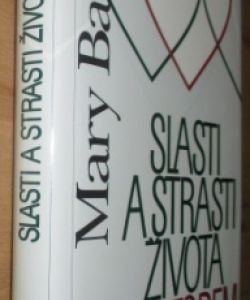 SLASTI A STRASTI ŽIVO
Mary Ba
SLASTI
A STRASTI
ŽIVOTA